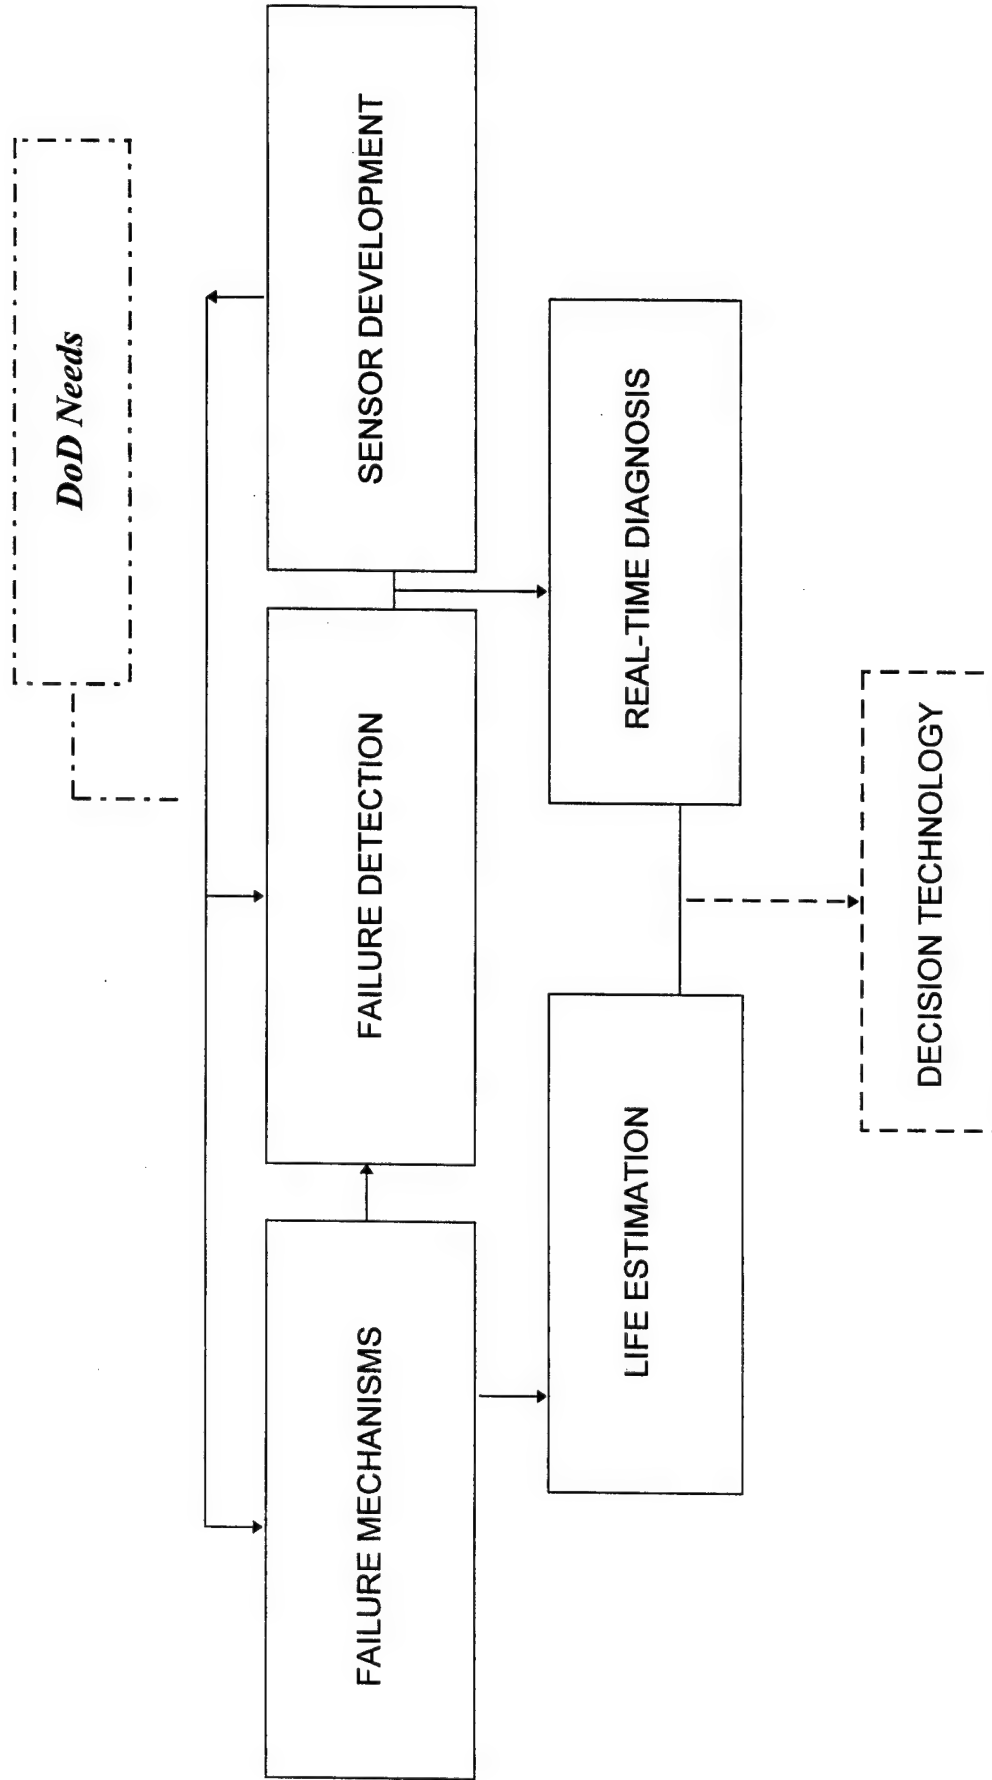 DoD Needs
FAILURE MECHANISMS
FAILURE DETECTION
SENSOR DEVELOPMENT
LIFE ESTIMATION
REAL-TIME DIAGNOSIS
DECISION TECHNOLOGY